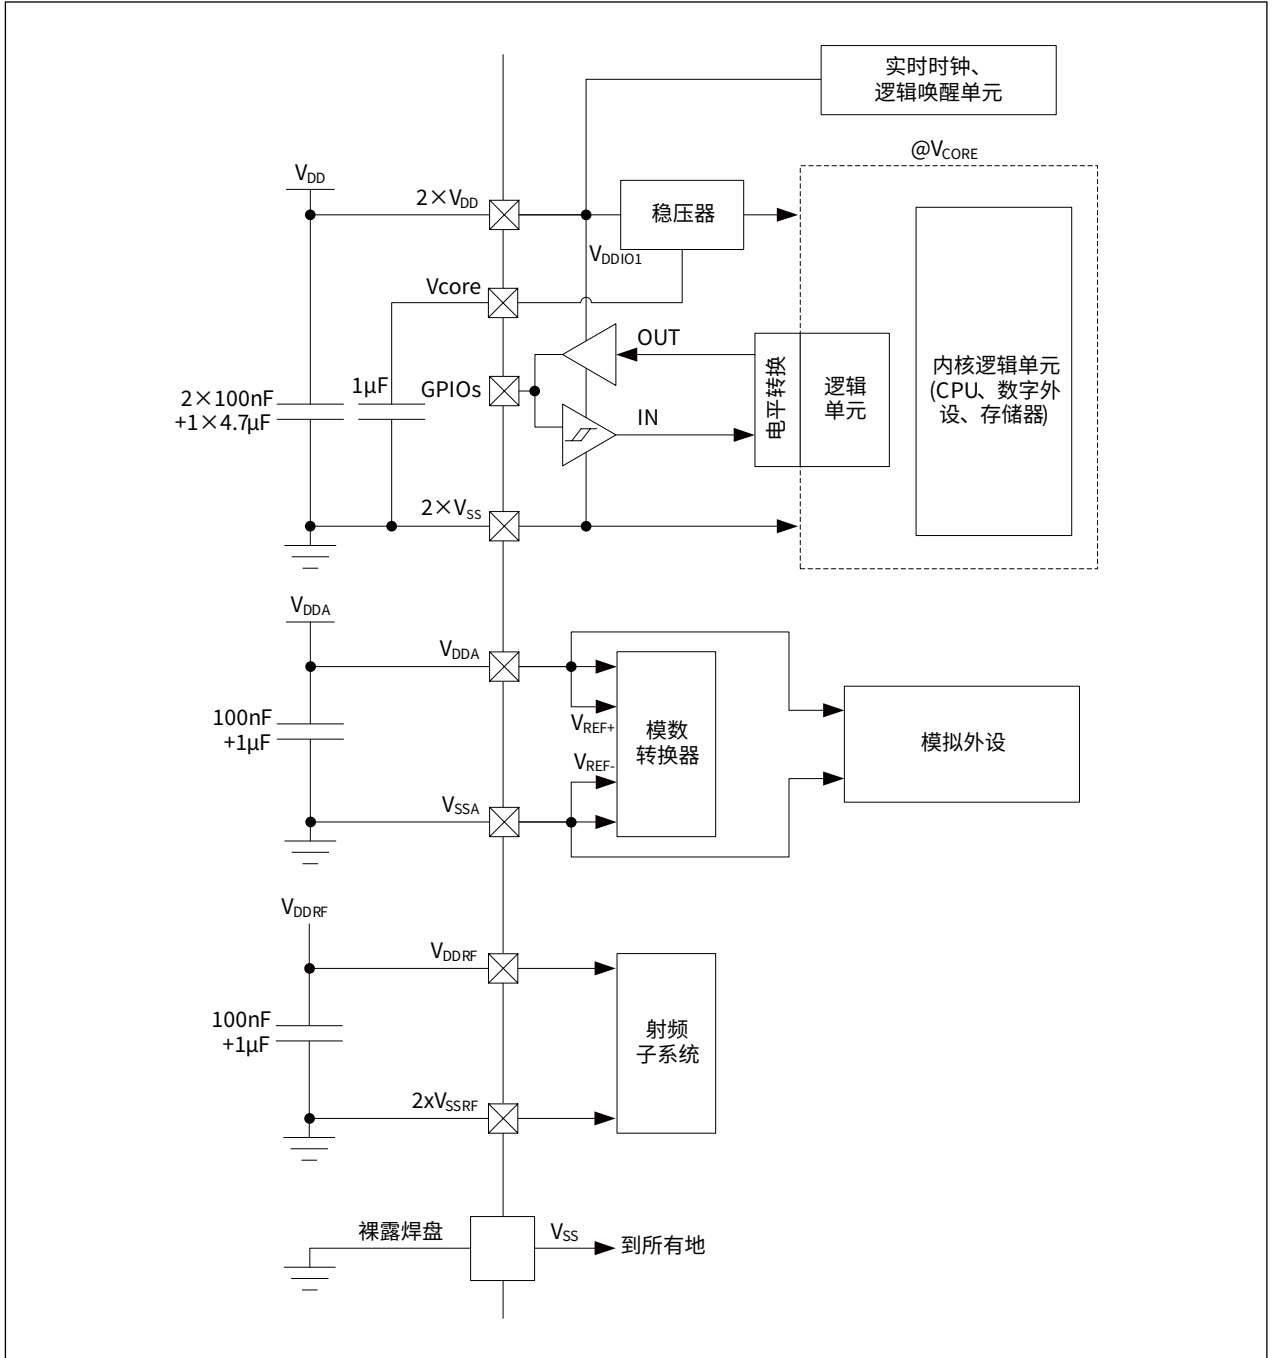 实时时钟、
逻辑唤醒单元
@VCORE
VDD
2×VDD
稳压器
VDDIO1
Vcore
OUT
1μF
GPIOs
2×100nF
+1×4.7μF
IN
电平转换
逻辑
单元
内核逻辑单元
(CPU、数字外
设、存储器)
2×VSS
VDDA
VDDA
100nF
+1μF
VREF+
VREF-
模数
转换器
模拟外设
VSSA
VDDRF
VDDRF
100nF
+1μF
射频
子系统
2xVSSRF
裸露焊盘
VSS
到所有地